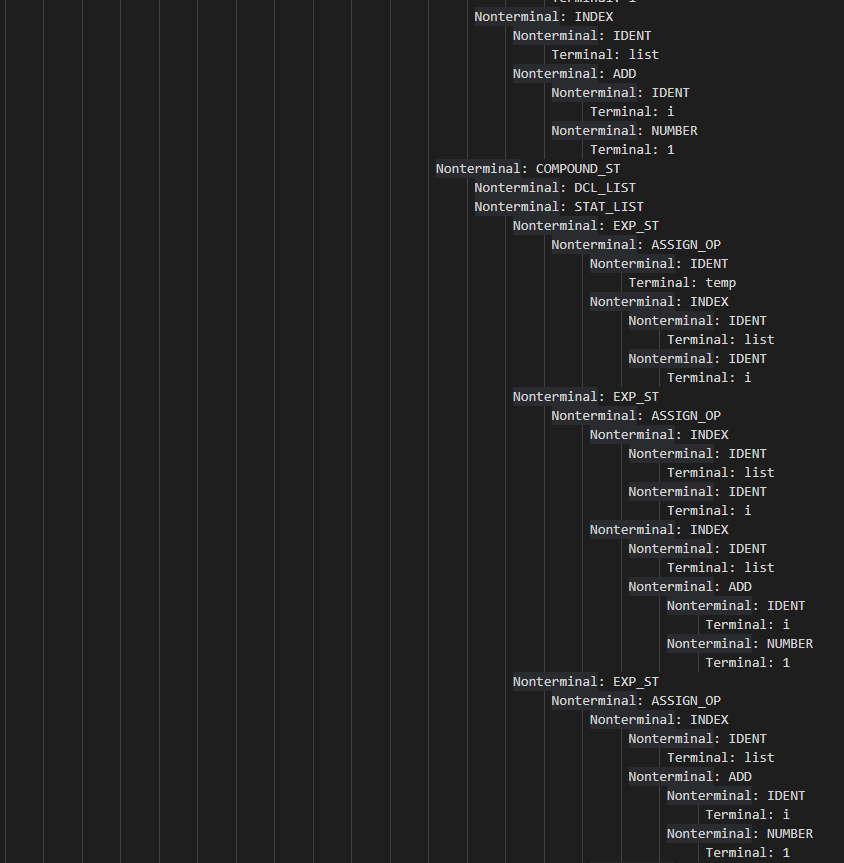 Nonterminal: INDEX
Nonterminal: IDENT
Terminal: list
Nonterminal: ADD
Nonterminal: IDENT
Terminal: i
Nonterminal: NUMBER
Terminal: 1
Nonterminal: COMPOUND_ST
Nonterminal: DCL_LIST
Nonterminal: STAT_LIST
Nonterminal: EXP_ST
Nonterminal: ASSIGN_OP
Nonterminal: IDENT
Terminal: temp
Nonterminal: INDEX
Nonterminal: IDENT
Terminal: list
Nonterminal: IDENT
Terminal: i
Nonterminal: EXP_ST
Nonterminal: ASSIGN_OP
Nonterminal: INDEX
Nonterminal: IDENT
Terminal: list
Nonterminal: IDENT
Terminal: i
Nonterminal: INDEX
Nonterminal: IDENT
Terminal: list
Nonterminal: ADD
Nonterminal: IDENT
Terminal: i
Nonterminal: NUMBER
Terminal: 1
Nonterminal: EXP_ST
Nonterminal: ASSIGN_OP
Nonterminal: INDEX
Nonterminal: IDENT
Terminal: list
Nonterminal: ADD
Nonterminal: IDENT
Terminal: i
Nonterminal: NUMBER
Terminal: 1